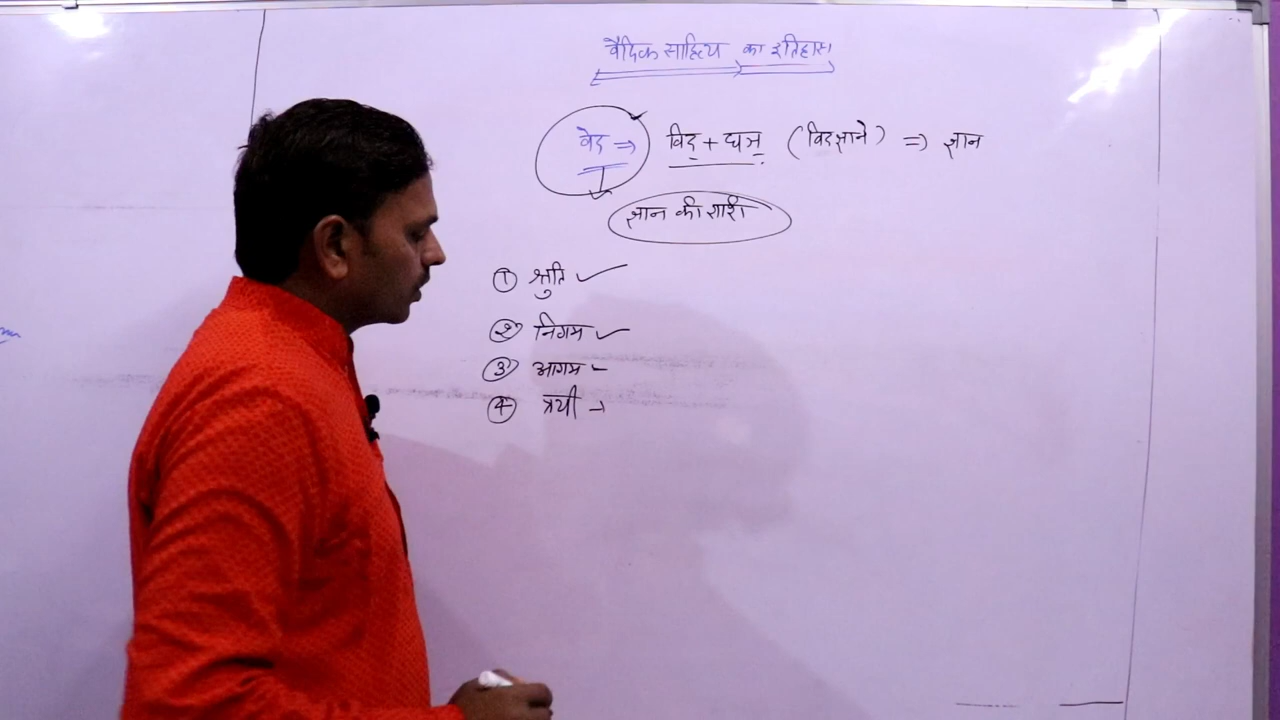 वैदिक साहित्य का इतिहास
वेद ⇒ विद् + घञ् (विद ज्ञाने) ⇒ ज्ञान
ज्ञान की राशी
① श्रुति ✓
② निगम ✓
③ आगम -
④ त्रयी →